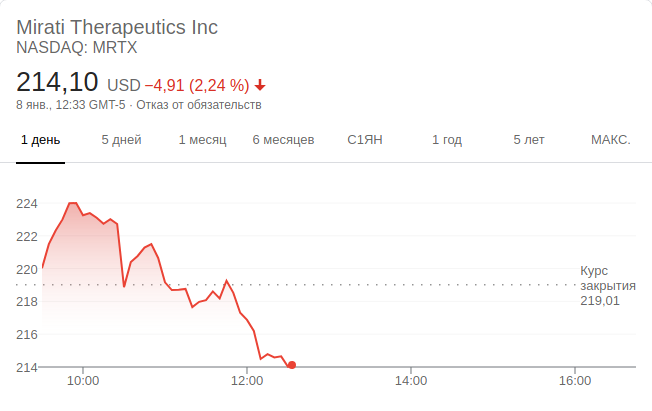 Mirati Therapeutics Inc
NASDAQ: MRTX
214,10 USD −4,91 (2,24 %)
8 янв., 12:33 GMT-5 · Отказ от обязательств
1 день 5 дней 1 месяц 6 месяцев С1ЯН 1 год 5 лет МАКС.
224
222
220
218
216
214
Курс
закрытия
219,01
10:00 12:00 14:00 16:00